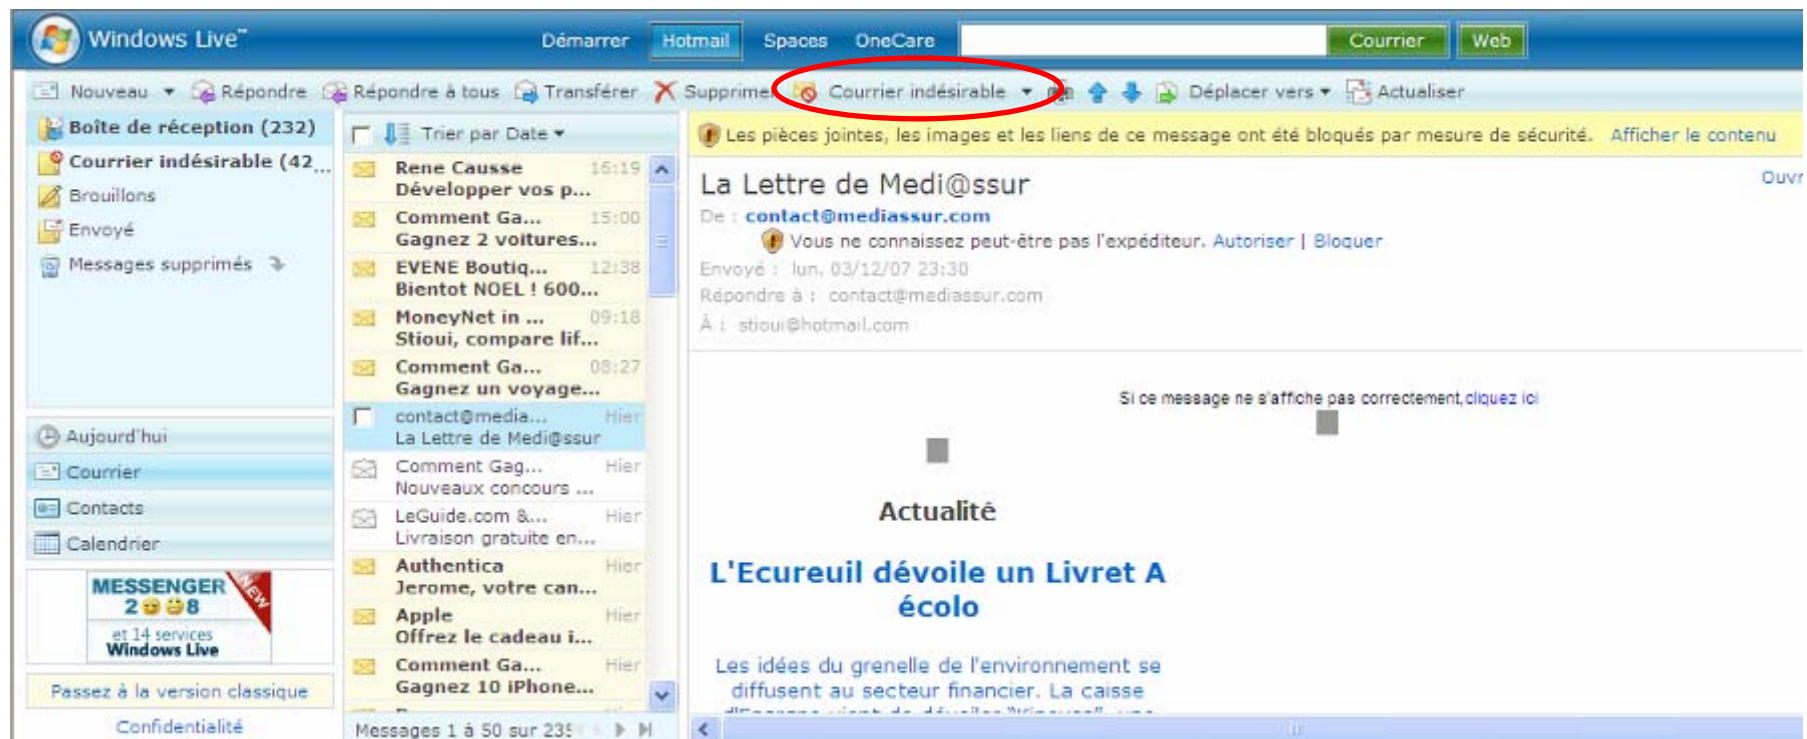 Windows Live™ Démarrer Hotmail Spaces OneCare Courrier Web
Nouveau Répondre Répondre à tous Transférer Supprimer Courrier indésirable Déplacer vers Actualiser
Boîte de réception (232)
Courrier indésirable (42...
Brouillons
Envoyé
Messages supprimés
Aujourd'hui
Courrier
Contacts
Calendrier
MESSENGER NEW
2 8
et 14 services
Windows Live
Passez à la version classique
Confidentialité
Trier par Date
Rene Causse 16:19
Développer vos p...
Comment Ga... 15:00
Gagnez 2 voitures...
EVENE Boutiq... 12:38
Bientot NOEL ! 600...
MoneyNet in ... 09:18
Stioui, compare lif...
Comment Ga... 08:27
Gagnez un voyage...
contact@media... Hier
La Lettre de Medi@ssur
Comment Gag... Hier
Nouveaux concours ...
LeGuide.com &... Hier
Livraison gratuite en...
Authentica Hier
Jerome, votre can...
Apple Hier
Offrez le cadeau i...
Comment Ga... Hier
Gagnez 10 iPhone...
Messages 1 à 50 sur 235
Les pièces jointes, les images et les liens de ce message ont été bloqués par mesure de sécurité. Afficher le contenu
La Lettre de Medi@ssur Ouvr
De : contact@mediassur.com
Vous ne connaissez peut-être pas l'expéditeur. Autoriser | Bloquer
Envoyé : lun. 03/12/07 23:30
Répondre à : contact@mediassur.com
À : stioui@hotmail.com
Si ce message ne s'affiche pas correctement,cliquez ici
Actualité
L'Ecureuil dévoile un Livret A
écolo
Les idées du grenelle de l'environnement se
diffusent au secteur financier. La caisse